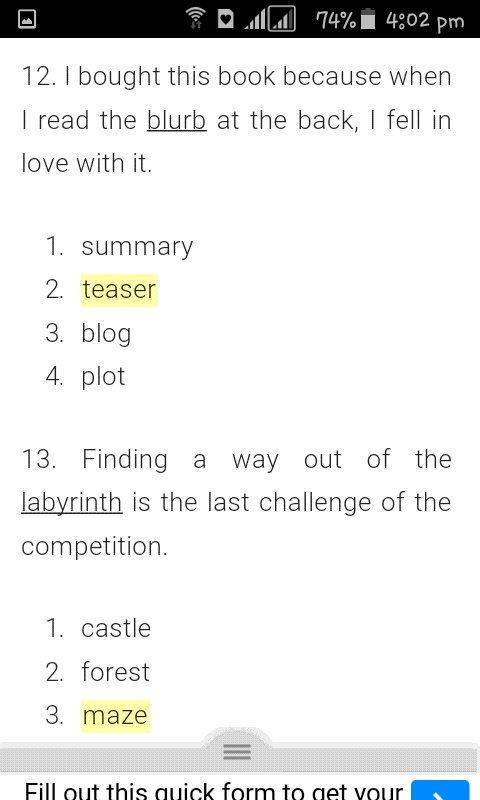 74% 4:02 pm
12. I bought this book because when
I read the blurb at the back, I fell in
love with it.
1. summary
2. teaser
3. blog
4. plot
13. Finding a way out of the
labyrinth is the last challenge of the
competition.
1. castle
2. forest
3. maze
Fill out this quick form to get your